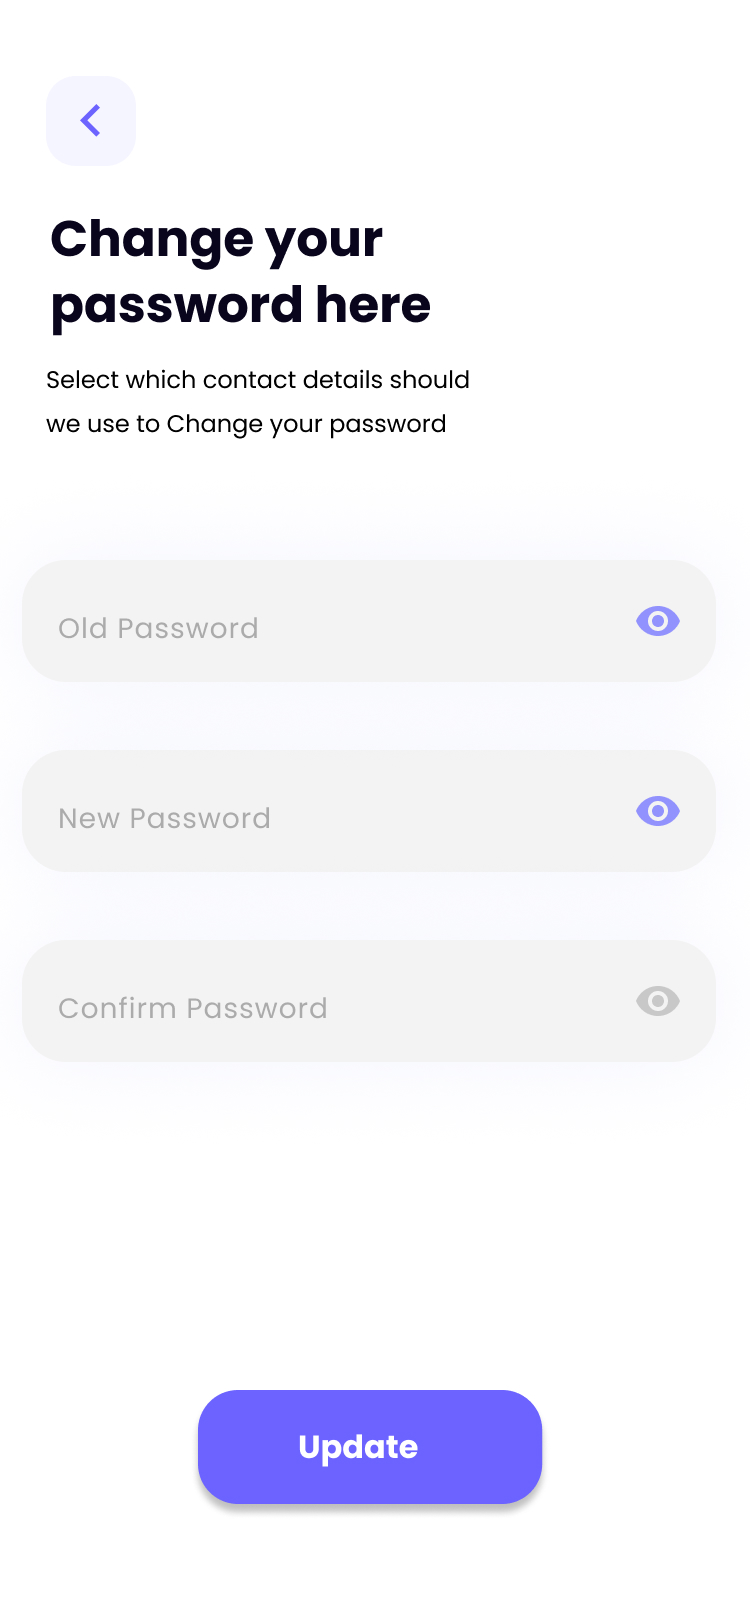 Change your
password here
Select which contact details should
we use to Change your password
Old Password
New Password
Confirm Password
Update